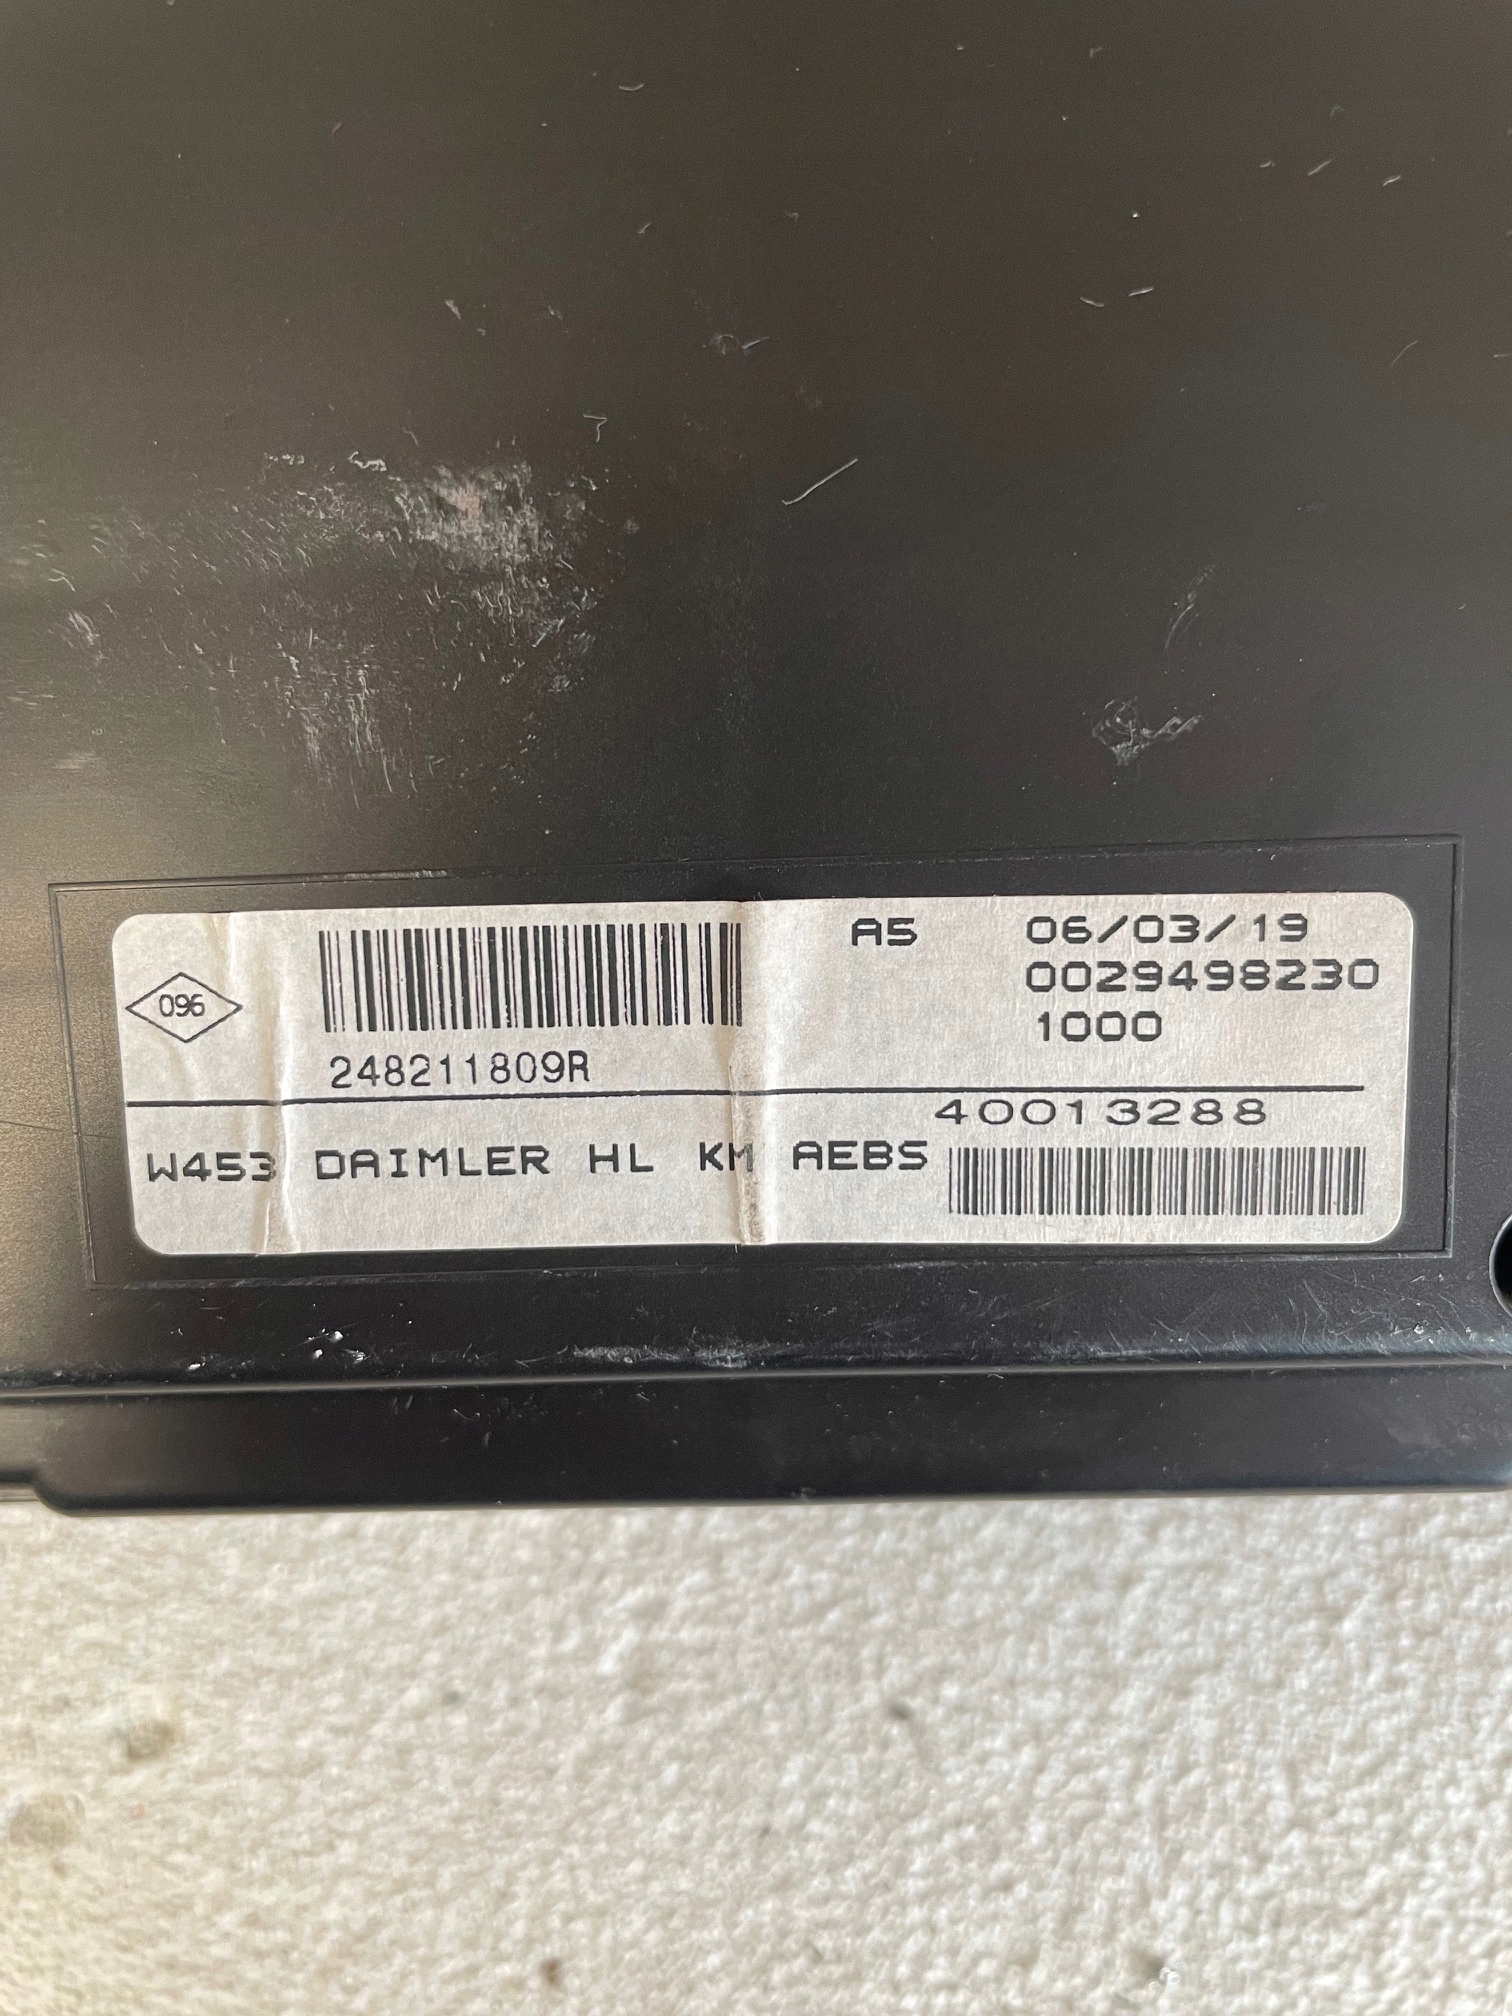 096
248211809R
A5 06/03/19
0029498230
1000
40013288
W453 DAIMLER HL KM AEBS